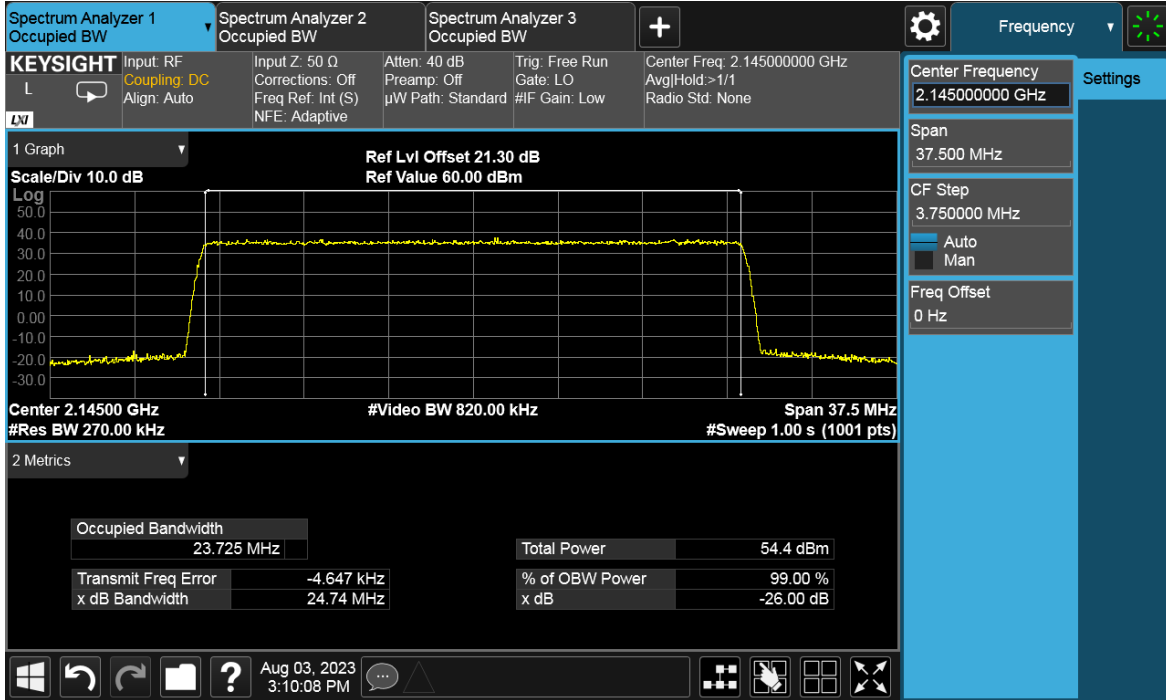 Spectrum Analyzer 1
Occupied BW
Spectrum Analyzer 2
Occupied BW
Spectrum Analyzer 3
Occupied BW
Frequency
KEYSIGHT
L
LXI
Input: RF
Coupling: DC
Align: Auto
Input Z: 50 Ω
Corrections: Off
Freq Ref: Int (S)
NFE: Adaptive
Atten: 40 dB
Preamp: Off
µW Path: Standard
Trig: Free Run
Gate: LO
#IF Gain: Low
Center Freq: 2.145000000 GHz
Avg|Hold:>1/1
Radio Std: None
Center Frequency
2.145000000 GHz
Settings
Span
37.500 MHz
CF Step
3.750000 MHz
Auto
Man
Freq Offset
0 Hz
1 Graph
Scale/Div 10.0 dB
Ref Lvl Offset 21.30 dB
Ref Value 60.00 dBm
Log
50.0
40.0
30.0
20.0
10.0
0.00
-10.0
-20.0
-30.0
Center 2.14500 GHz
#Video BW 820.00 kHz
Span 37.5 MHz
#Res BW 270.00 kHz
#Sweep 1.00 s (1001 pts)
2 Metrics
Occupied Bandwidth
23.725 MHz
Total Power 54.4 dBm
Transmit Freq Error -4.647 kHz
% of OBW Power 99.00 %
x dB Bandwidth 24.74 MHz
x dB -26.00 dB
?
Aug 03, 2023
3:10:08 PM